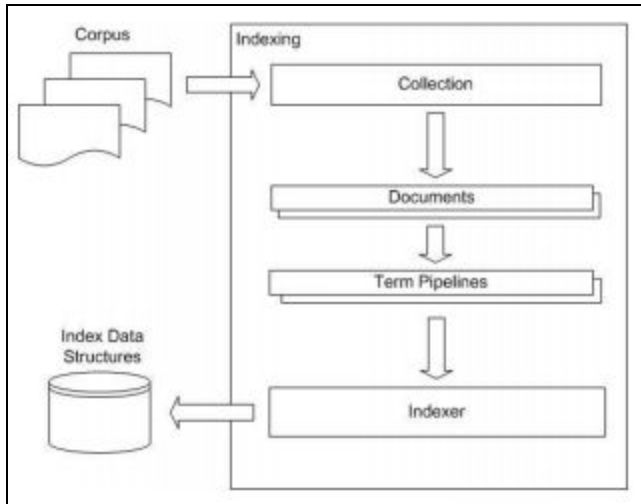 Corpus
Indexing
Collection
Documents
Term Pipelines
Index Data
Structures
Indexer